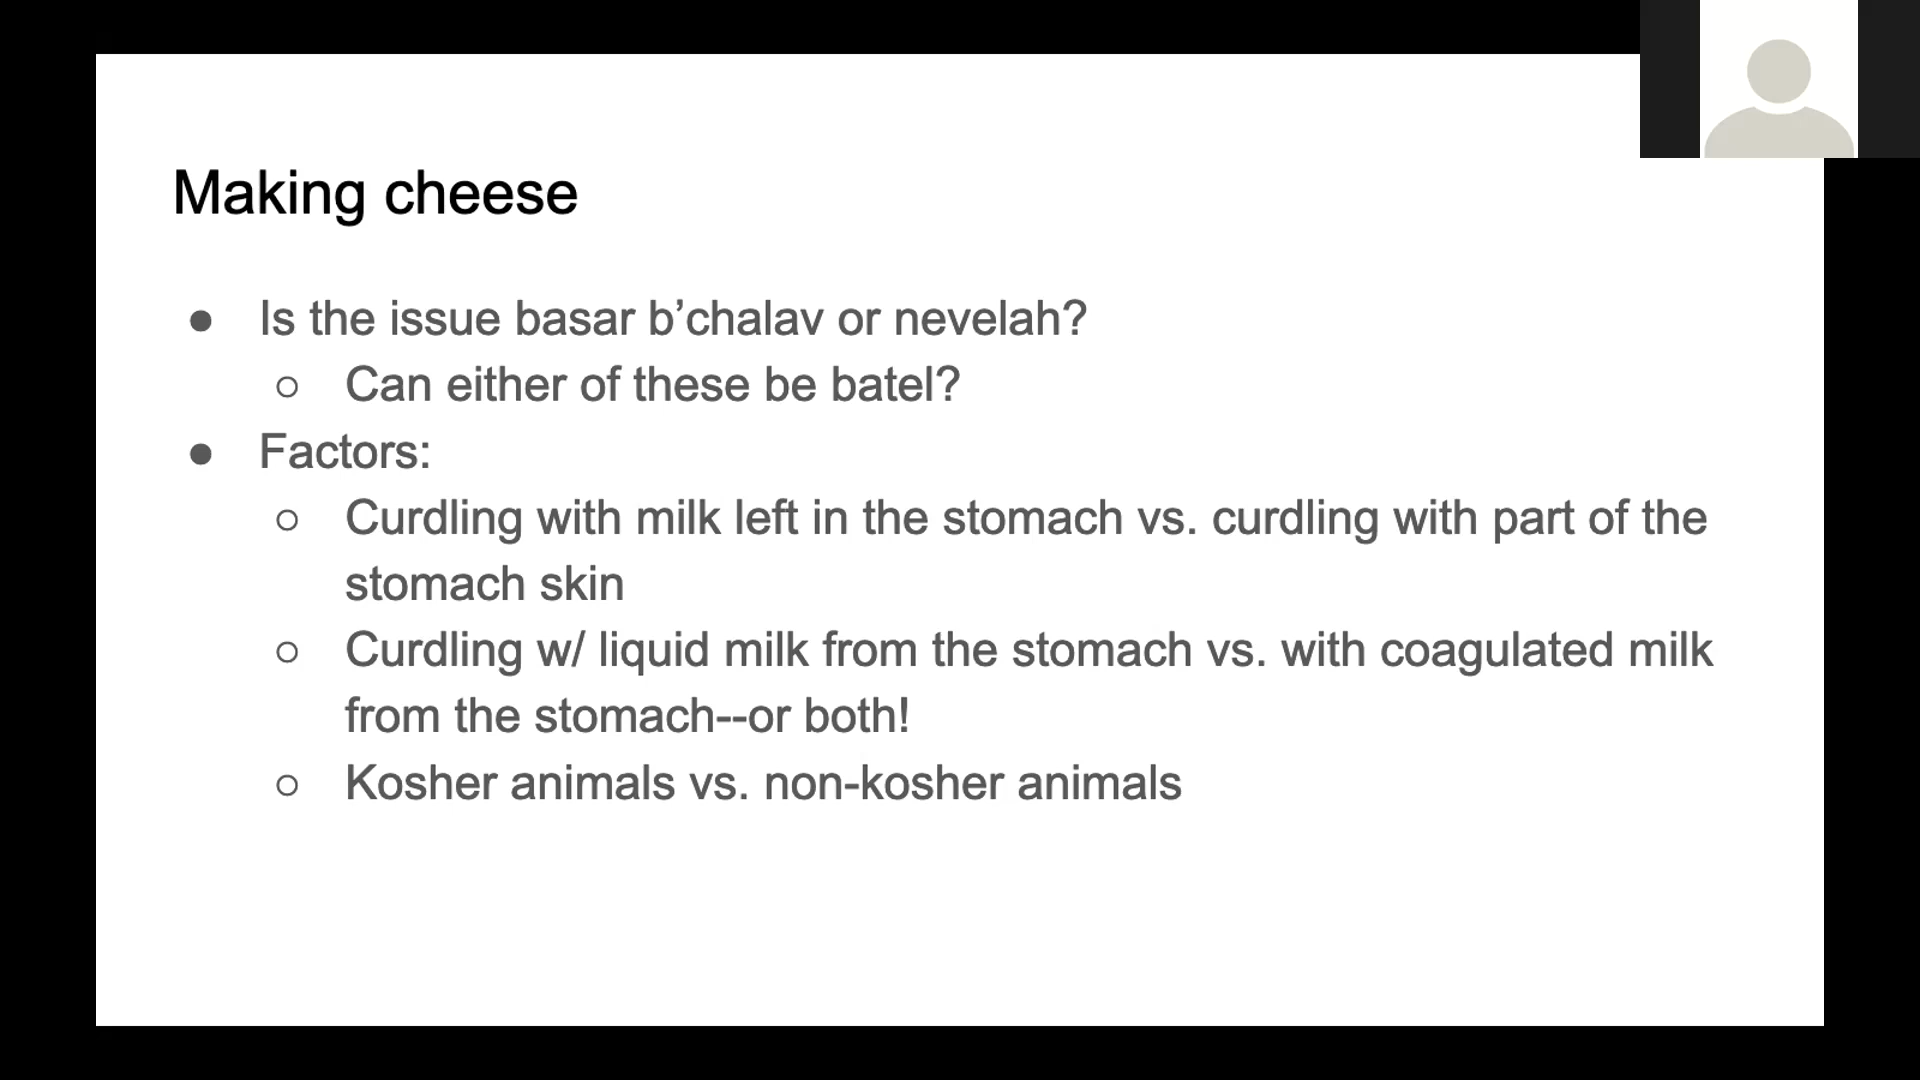 Making cheese
● Is the issue basar b’chalav or nevelah?
○ Can either of these be batel?
● Factors:
○ Curdling with milk left in the stomach vs. curdling with part of the
stomach skin
○ Curdling w/ liquid milk from the stomach vs. with coagulated milk
from the stomach--or both!
○ Kosher animals vs. non-kosher animals